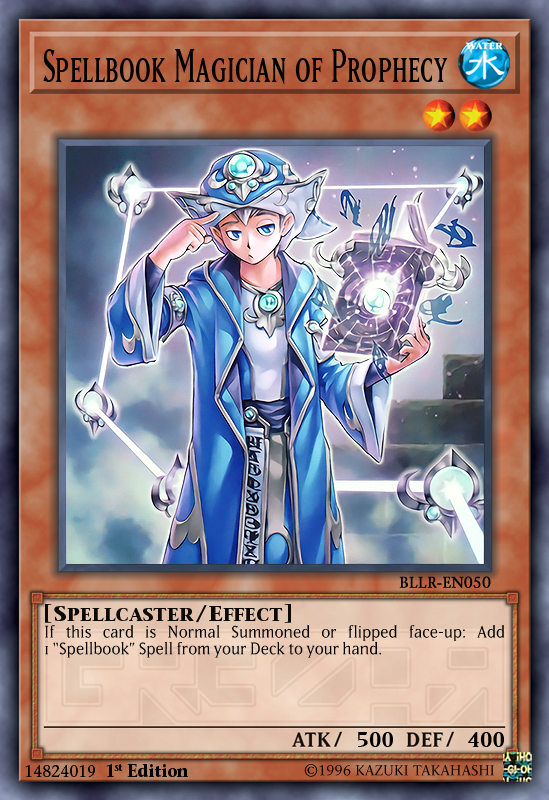 Spellbook Magician of Prophecy
WATER
水
BLLR-EN050
[Spellcaster/Effect]
If this card is Normal Summoned or flipped face-up: Add
1 "Spellbook" Spell from your Deck to your hand.
ATK/ 500 DEF/ 400
14824019 1st Edition ©1996 KAZUKI TAKAHASHI